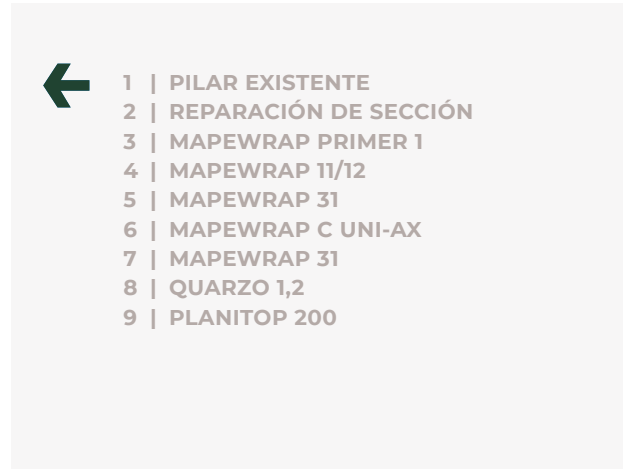 1 | PILAR EXISTENTE
2 | REPARACIÓN DE SECCIÓN
3 | MAPEWRAP PRIMER 1
4 | MAPEWRAP 11/12
5 | MAPEWRAP 31
6 | MAPEWRAP C UNI-AX
7 | MAPEWRAP 31
8 | QUARZO 1,2
9 | PLANITOP 200